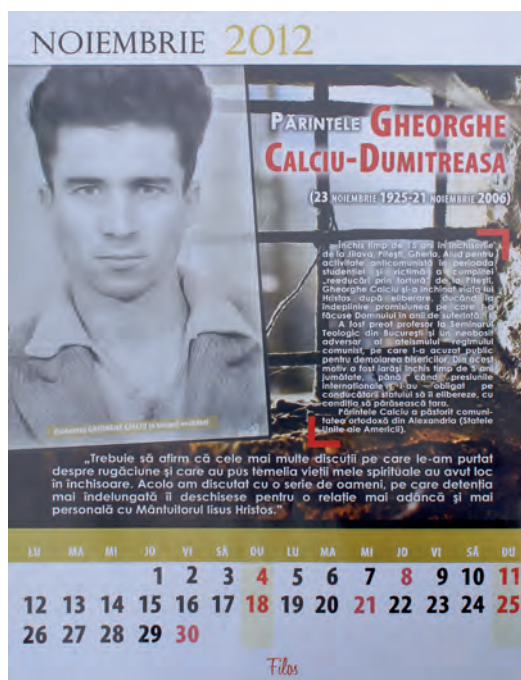 NOIEMBRIE 2012
PĂRINTELE GHEORGHE
CALCIU-DUMITREASA
(23 NOIEMBRIE 1925-21 NOIEMBRIE 2006)
Închis timp de 15 ani în închisorile
de la Jilava, Pitești, Gherla, Aiud pentru
activitate anticomunistă în perioada
studenției și victimă a cumplitei
„reeducări prin tortură” de la Pitești,
Gheorghe Calciu și-a închinat viața lui
Hristos după eliberare, ducând la
îndeplinire promisiunea pe care i-o
făcuse Domnului în anii de suferință.
A fost preot profesor la Seminarul
Teologic din București și un neobosit
adversar al ateismului regimului
comunist, pe care l-a acuzat public
pentru demolarea bisericilor. Din acest
motiv a fost iarăși închis timp de 5 ani
jumătate, până când presiunile
internaționale i-au obligat pe
conducătorii statului să îl elibereze, cu
condiția să părăsească țara.
Părintele Calciu a păstorit comuni-
tatea ortodoxă din Alexandria (Statele
Unite ale Americii).
GHEORGHE CALCIU
„Trebuie să afirm că cele mai multe discuții pe care le-am purtat
despre rugăciune și care au pus temelia vieții mele spirituale au avut loc
în închisoare. Acolo am discutat cu o serie de oameni, pe care detenția
mai îndelungată îi deschisese pentru o relație mai adâncă și mai
personală cu Mântuitorul Iisus Hristos.”
LU MA MI JO VI SÂ DU LU MA MI JO VI SÂ DU
1 2 3 4 5 6 7 8 9 10 11
12 13 14 15 16 17 18 19 20 21 22 23 24 25
26 27 28 29 30
Filos